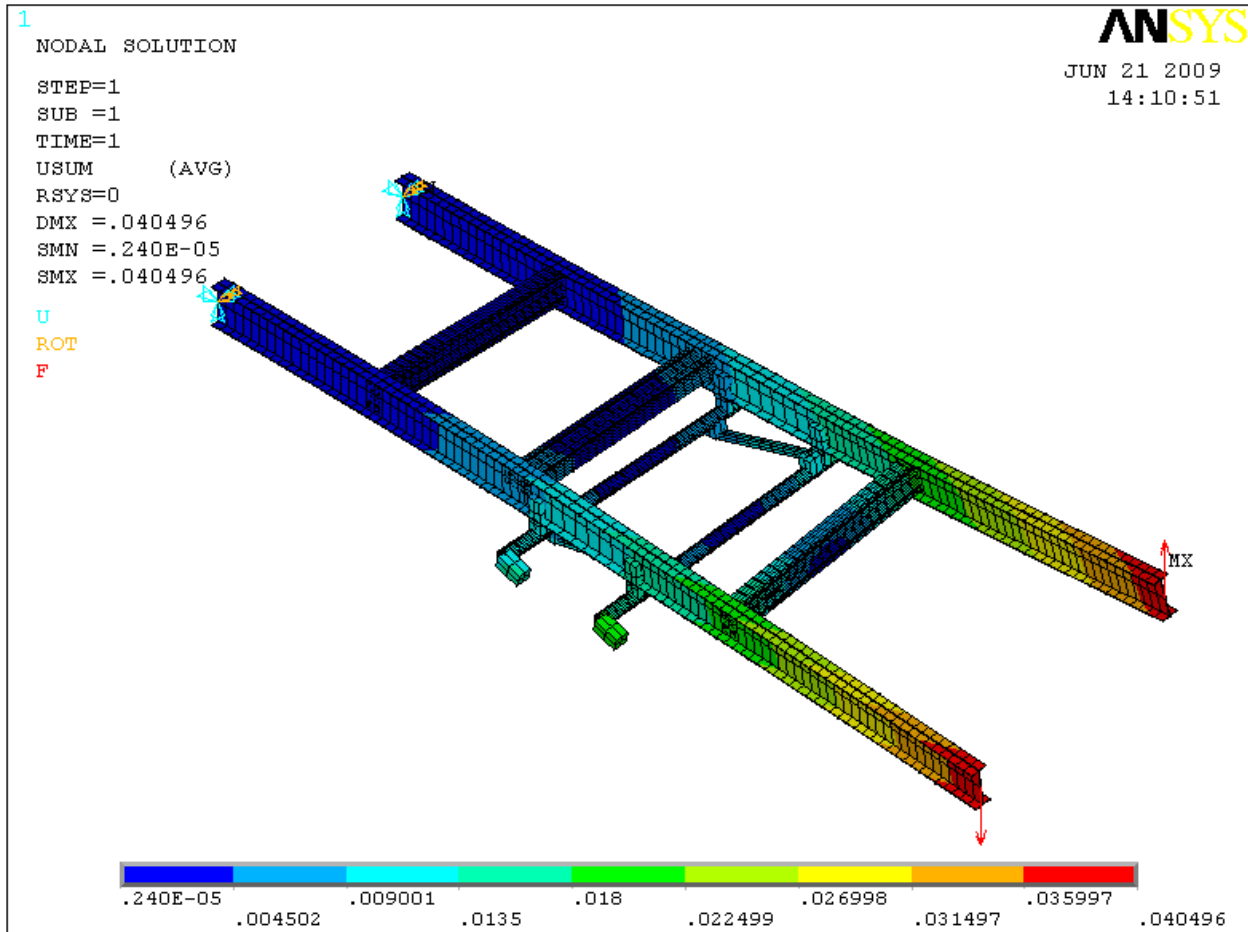 1
NODAL SOLUTION
STEP=1
SUB =1
TIME=1
USUM (AVG)
RSYS=0
DMX =.040496
SMN =.240E-05
SMX =.040496
U
ROT
F
ANSYS
JUN 21 2009
14:10:51
MX
.240E-05 .009001 .018 .026998 .035997
.004502 .0135 .022499 .031497 .040496